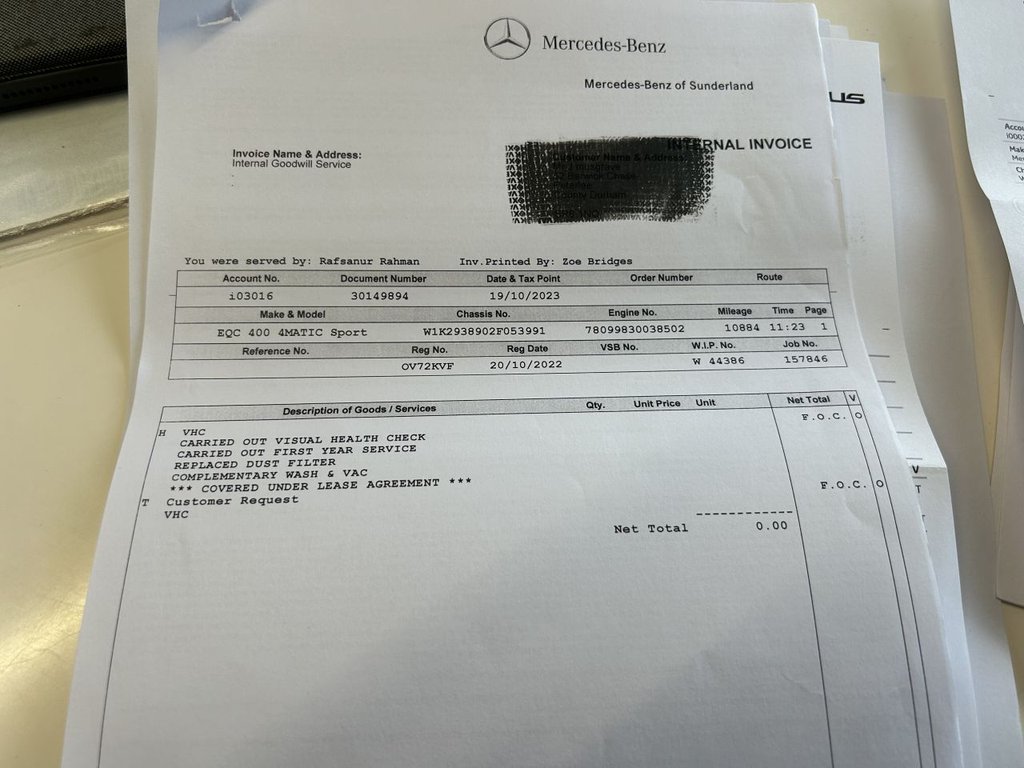 Mercedes-Benz
Mercedes-Benz of Sunderland
INTERNAL INVOICE
Invoice Name & Address:
Internal Goodwill Service
Customer Name & Address:
You were served by: Rafsanur Rahman Inv.Printed By: Zoe Bridges
Account No. Document Number Date & Tax Point Order Number Route
i03016 30149894 19/10/2023
Make & Model Chassis No. Engine No. Mileage Time Page
EQC 400 4MATIC Sport W1K2938902F053991 78099830038502 10884 11:23 1
Reference No. Reg No. Reg Date VSB No. W.I.P. No. Job No.
OV72KVF 20/10/2022 W 44386 157846
Description of Goods / Services Qty. Unit Price Unit Net Total V
H VHC F.O.C. O
CARRIED OUT VISUAL HEALTH CHECK
CARRIED OUT FIRST YEAR SERVICE
REPLACED DUST FILTER
COMPLEMENTARY WASH & VAC
*** COVERED UNDER LEASE AGREEMENT ***
T Customer Request F.O.C. O
VHC
Net Total 0.00